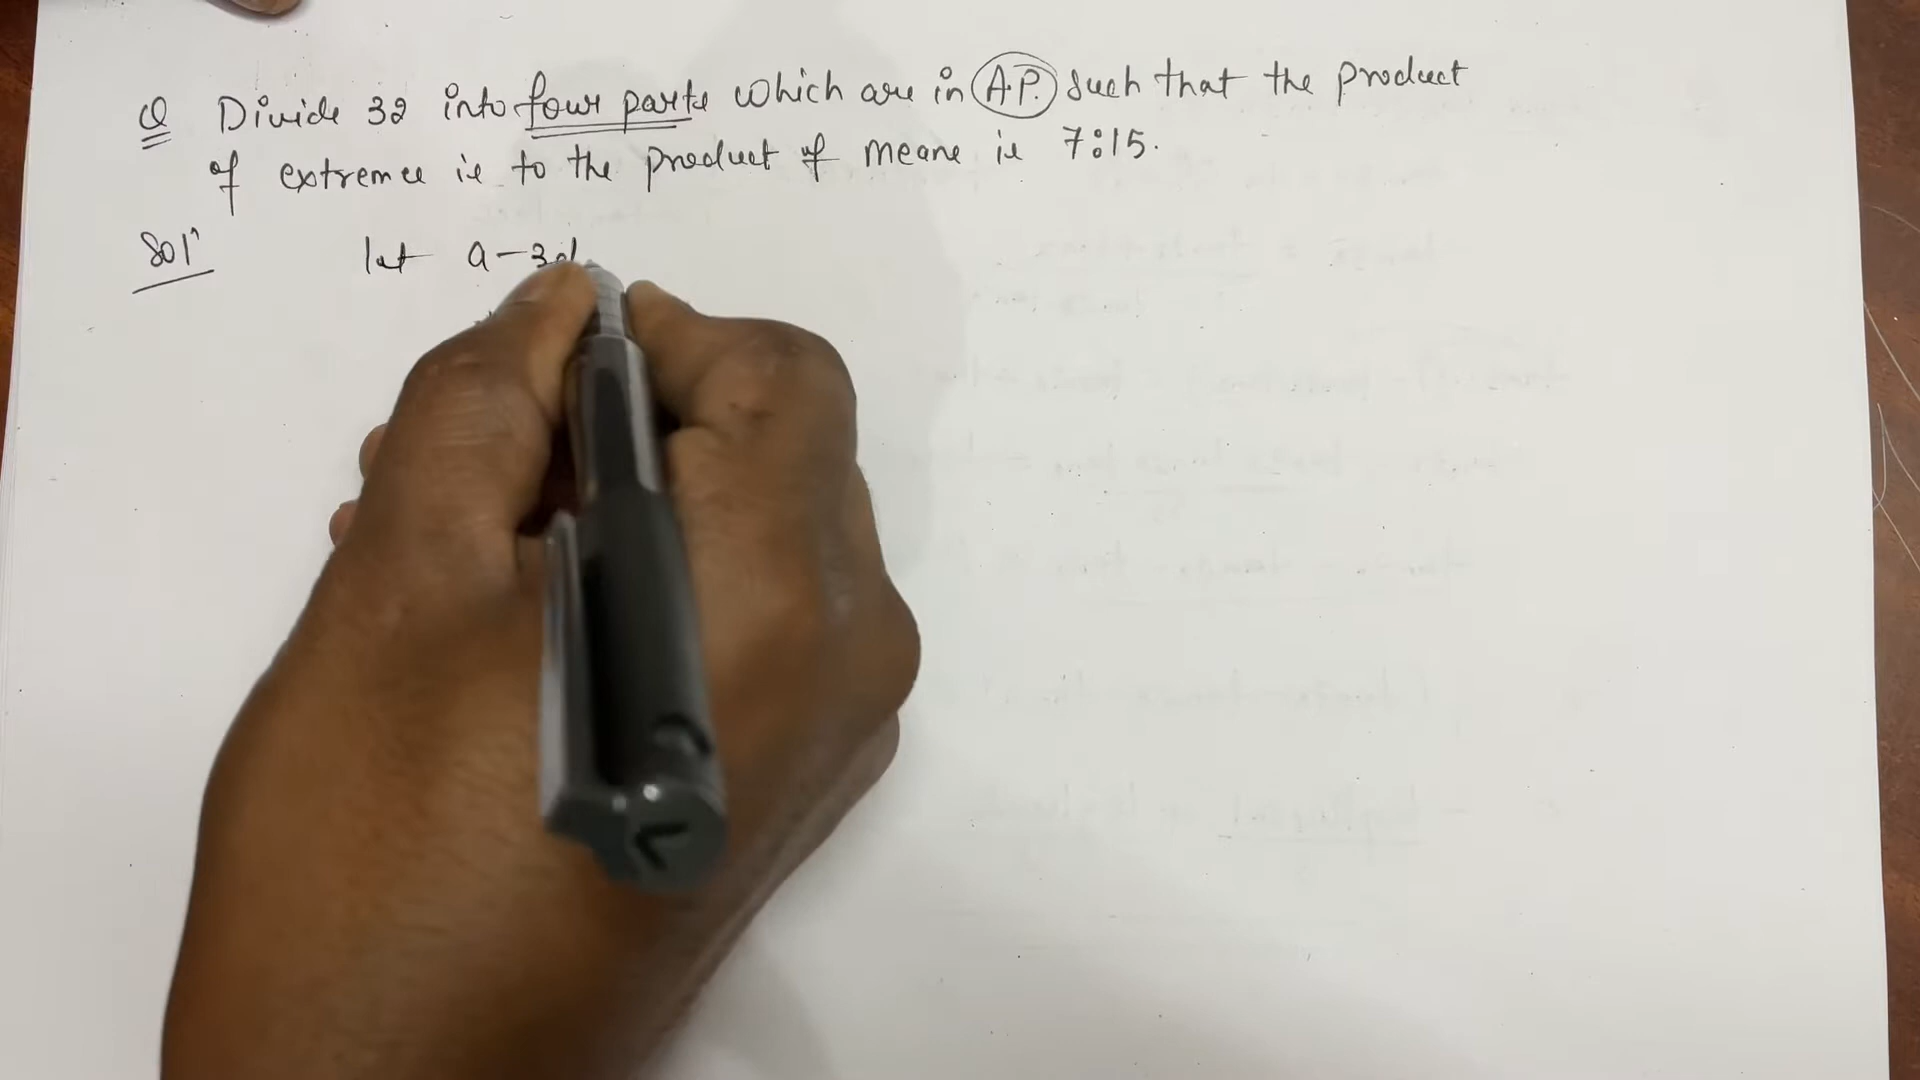 Q Divide 32 into four parts which are in A.P. such that the product
of extremes is to the product of means is 7:15.
Solⁿ let a-3d